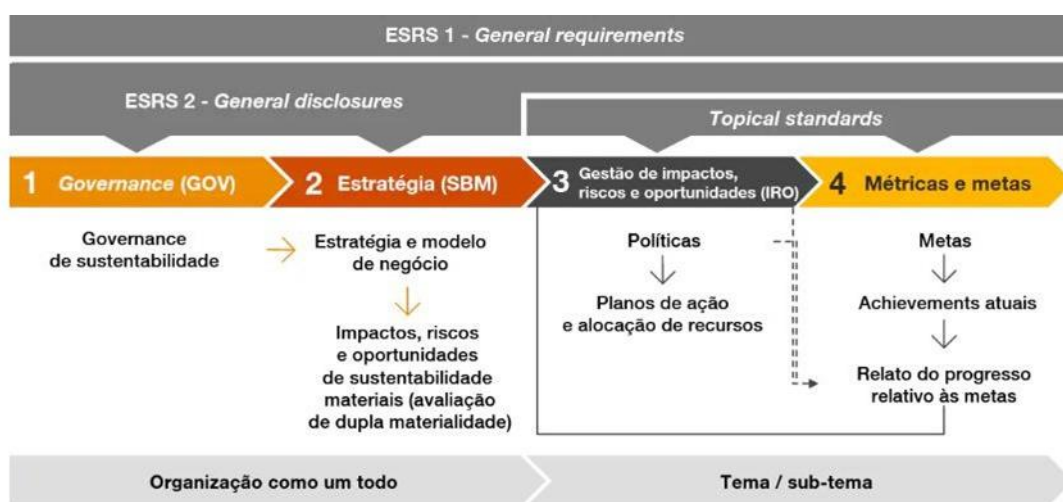 ESRS 1 - General requirements
ESRS 2 - General disclosures
Topical standards
1 Governance (GOV)
2 Estratégia (SBM)
3 Gestão de impactos,
riscos e oportunidades (IRO)
4 Métricas e metas
Governance
de sustentabilidade
Estratégia e modelo
de negócio
Impactos, riscos
e oportunidades
de sustentabilidade
materiais (avaliação
de dupla materialidade)
Políticas
Planos de ação
e alocação de recursos
Metas
Achievements atuais
Relato do progresso
relativo às metas
Organização como um todo
Tema / sub-tema